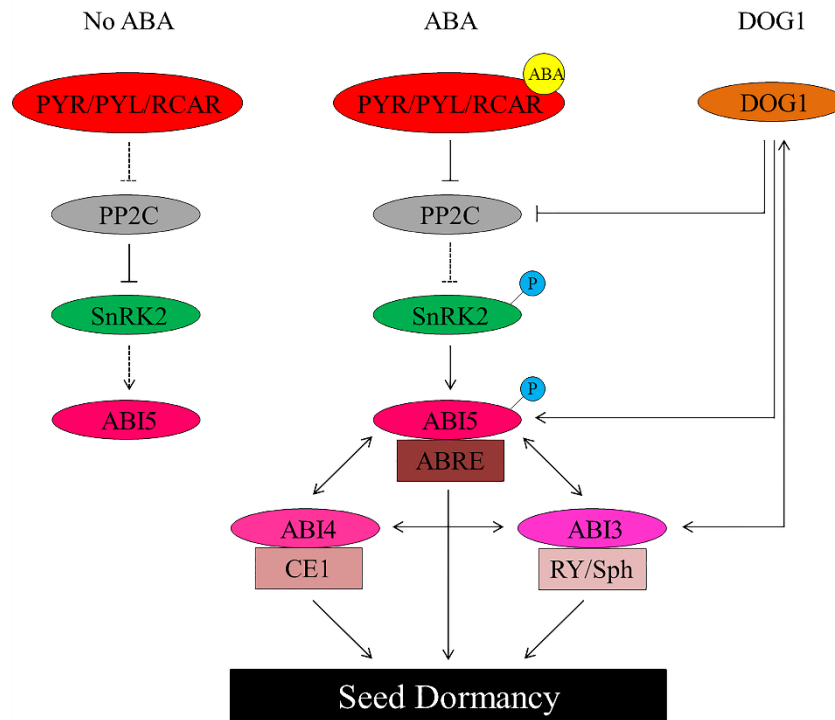 No ABA
ABA
DOG1
PYR/PYL/RCAR
PYR/PYL/RCAR
ABA
DOG1
PP2C
PP2C
SnRK2
SnRK2
P
ABI5
ABI5
P
ABRE
ABI4
ABI3
CE1
RY/Sph
Seed Dormancy